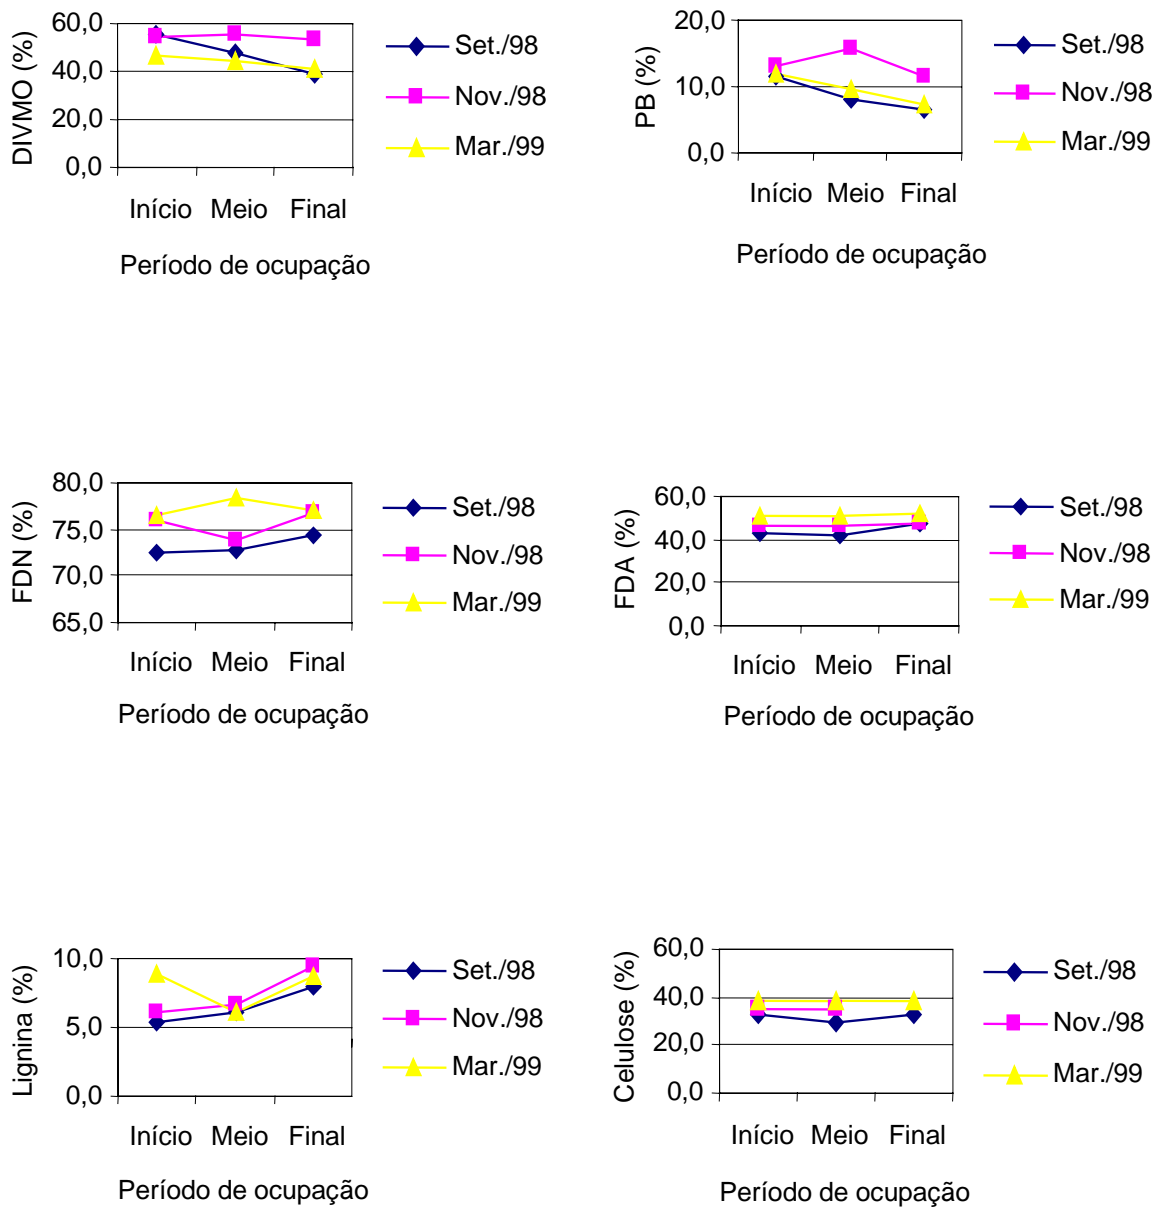 DIVMO (%)
60,0
40,0
20,0
0,0
Início Meio Final
Período de ocupação
Set./98
Nov./98
Mar./99
PB (%)
20,0
10,0
0,0
Início Meio Final
Período de ocupação
Set./98
Nov./98
Mar./99
FDN (%)
80,0
75,0
70,0
65,0
Início Meio Final
Período de ocupação
Set./98
Nov./98
Mar./99
FDA (%)
60,0
40,0
20,0
0,0
Início Meio Final
Período de ocupação
Set./98
Nov./98
Mar./99
Lignina (%)
10,0
5,0
0,0
Início Meio Final
Período de ocupação
Set./98
Nov./98
Mar./99
Celulose (%)
60,0
40,0
20,0
0,0
Início Meio Final
Período de ocupação
Set./98
Nov./98
Mar./99